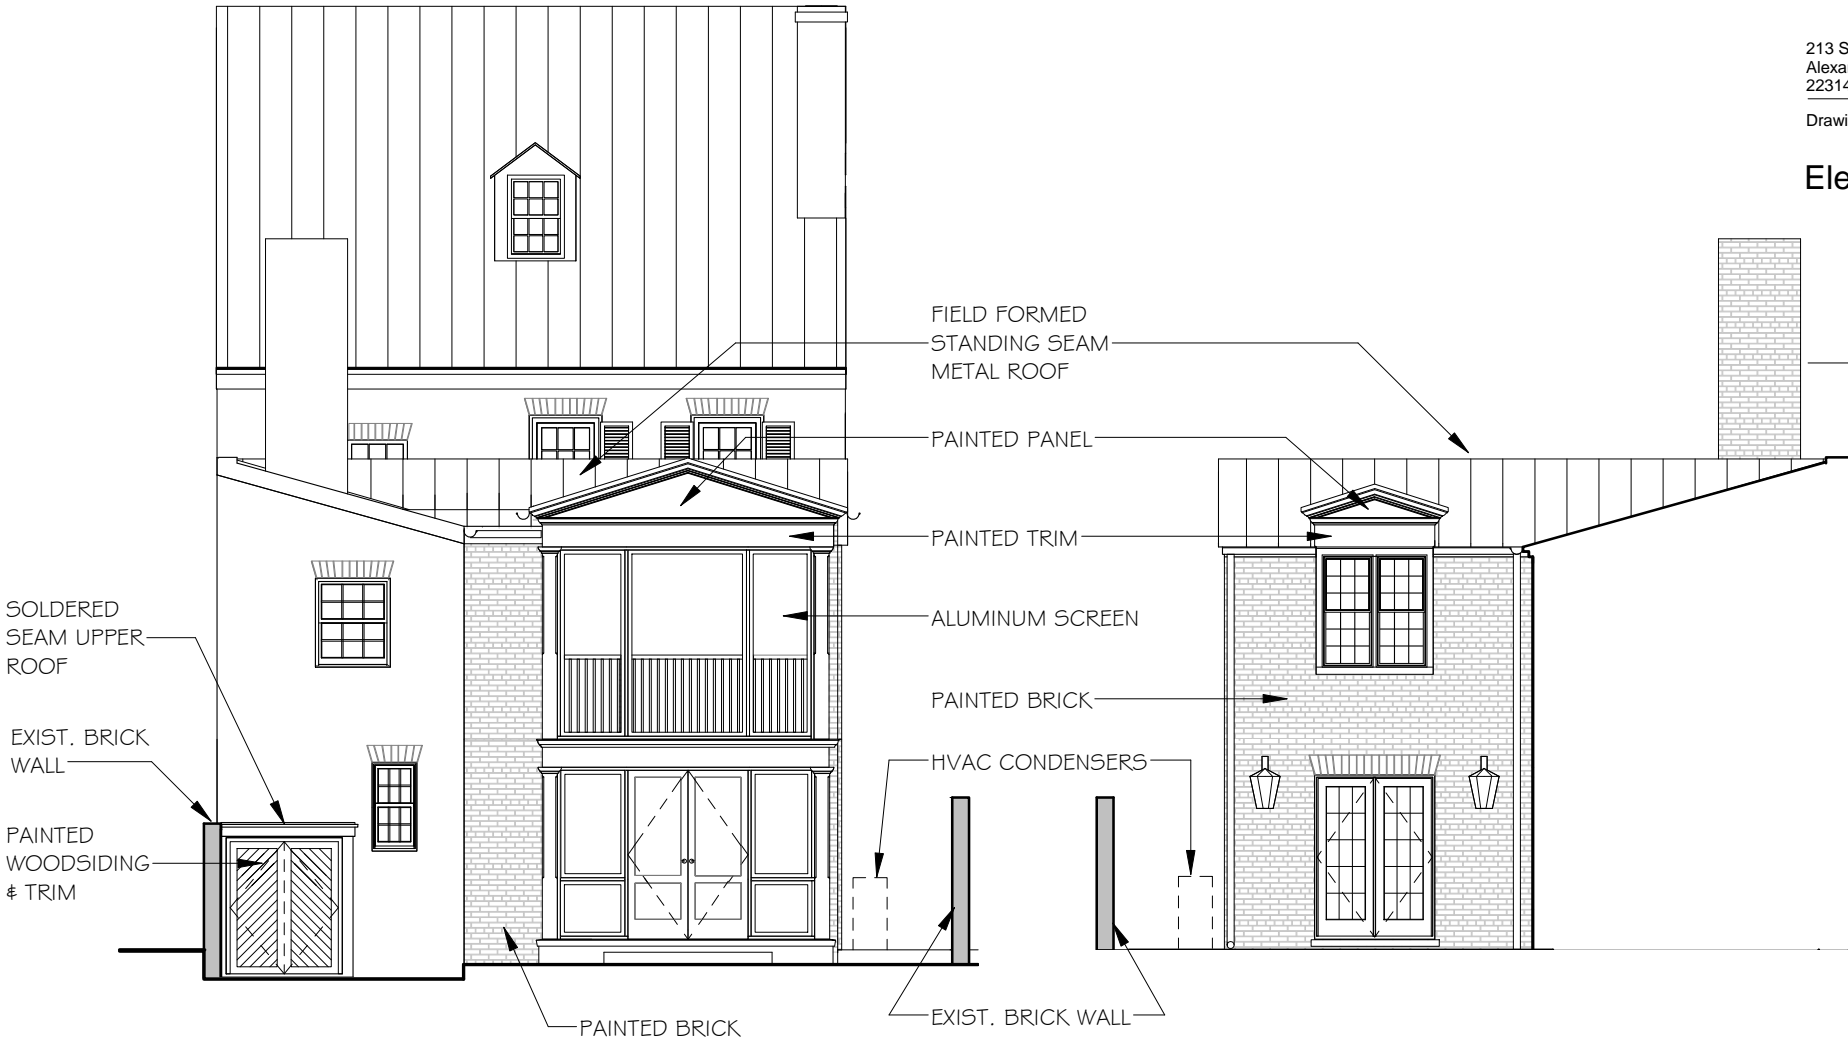 213 S
Alexa
22314
Drawi
Ele
FIELD FORMED
STANDING SEAM
METAL ROOF
PAINTED PANEL
PAINTED TRIM
ALUMINUM SCREEN
PAINTED BRICK
HVAC CONDENSERS
EXIST. BRICK WALL
SOLDERED
SEAM UPPER
ROOF
EXIST. BRICK
WALL
PAINTED
WOODSIDING
& TRIM
PAINTED BRICK